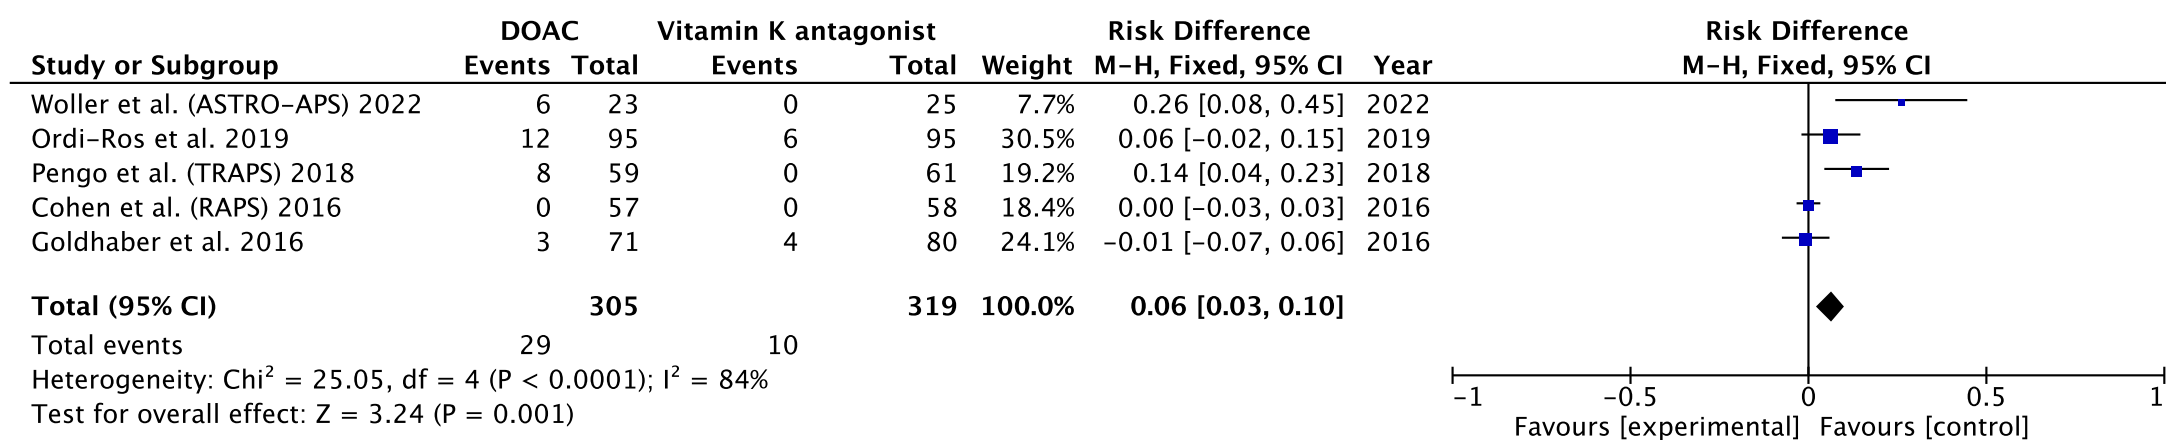 DOAC Vitamin K antagonist Risk Difference Risk Difference
Study or Subgroup Events Total Events Total Weight M-H, Fixed, 95% CI Year M-H, Fixed, 95% CI
Woller et al. (ASTRO-APS) 2022 6 23 0 25 7.7% 0.26 [0.08, 0.45] 2022
Ordi-Ros et al. 2019 12 95 6 95 30.5% 0.06 [-0.02, 0.15] 2019
Pengo et al. (TRAPS) 2018 8 59 0 61 19.2% 0.14 [0.04, 0.23] 2018
Cohen et al. (RAPS) 2016 0 57 0 58 18.4% 0.00 [-0.03, 0.03] 2016
Goldhaber et al. 2016 3 71 4 80 24.1% -0.01 [-0.07, 0.06] 2016
Total (95% CI) 305 319 100.0% 0.06 [0.03, 0.10]
Total events 29 10
Heterogeneity: Chi² = 25.05, df = 4 (P < 0.0001); I² = 84%
Test for overall effect: Z = 3.24 (P = 0.001)
-1 -0.5 0 0.5 1
Favours [experimental] Favours [control]